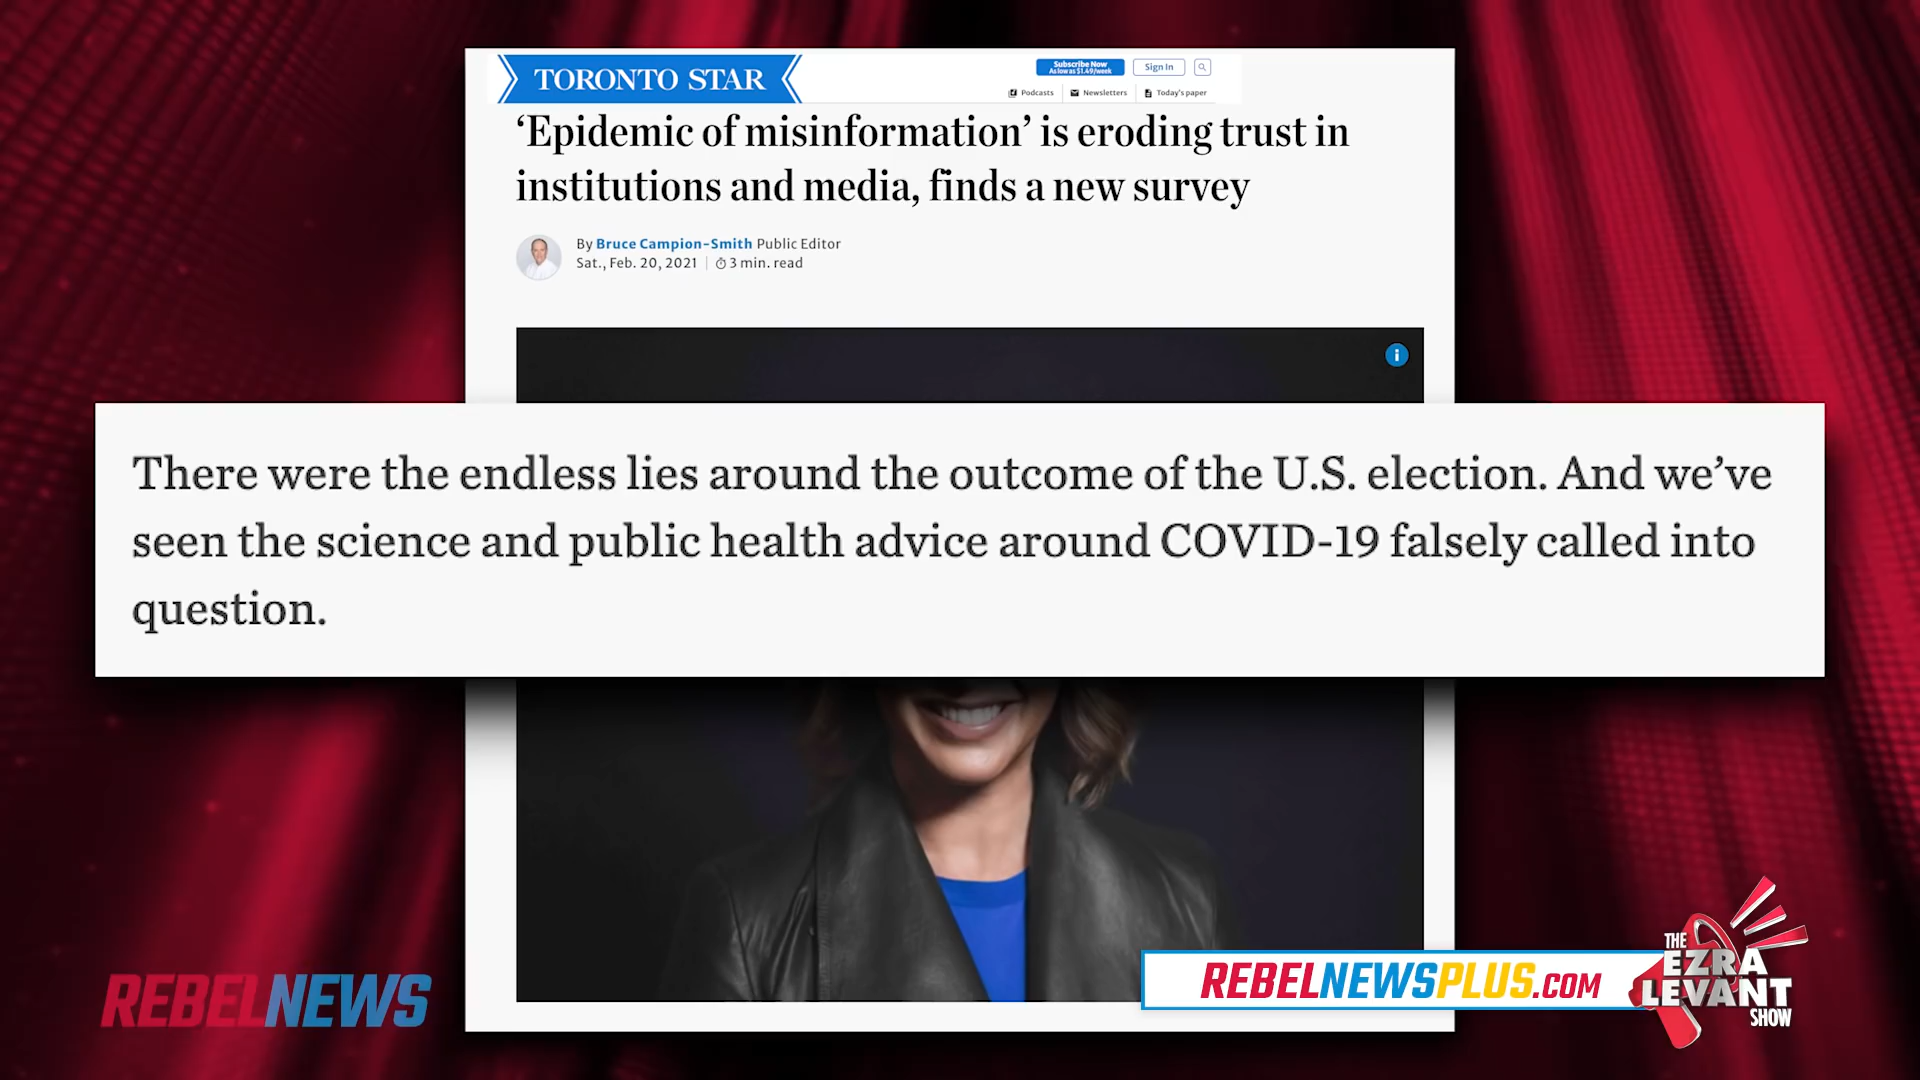 TORONTO STAR
Subscribe Now
As low as $1.49/week
Sign In
Podcasts
Newsletters
Today's paper
‘Epidemic of misinformation’ is eroding trust in
institutions and media, finds a new survey
By Bruce Campion-Smith Public Editor
Sat., Feb. 20, 2021
3 min. read
i
There were the endless lies around the outcome of the U.S. election. And we’ve
seen the science and public health advice around COVID-19 falsely called into
question.
REBELNEWS
REBELNEWSPLUS.COM
THE
EZRA
LEVANT
SHOW